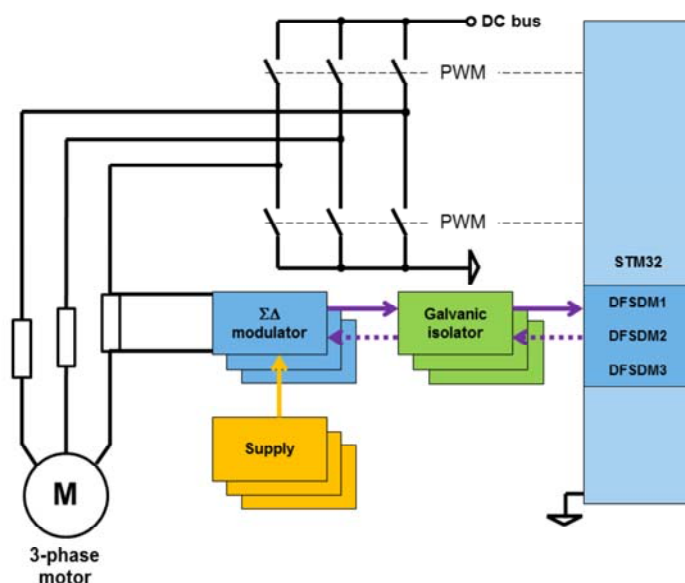 DC bus
PWM
PWM
STM32
ΣΔ
modulator
Galvanic
isolator
DFSDM1
DFSDM2
DFSDM3
Supply
M
3-phase
motor